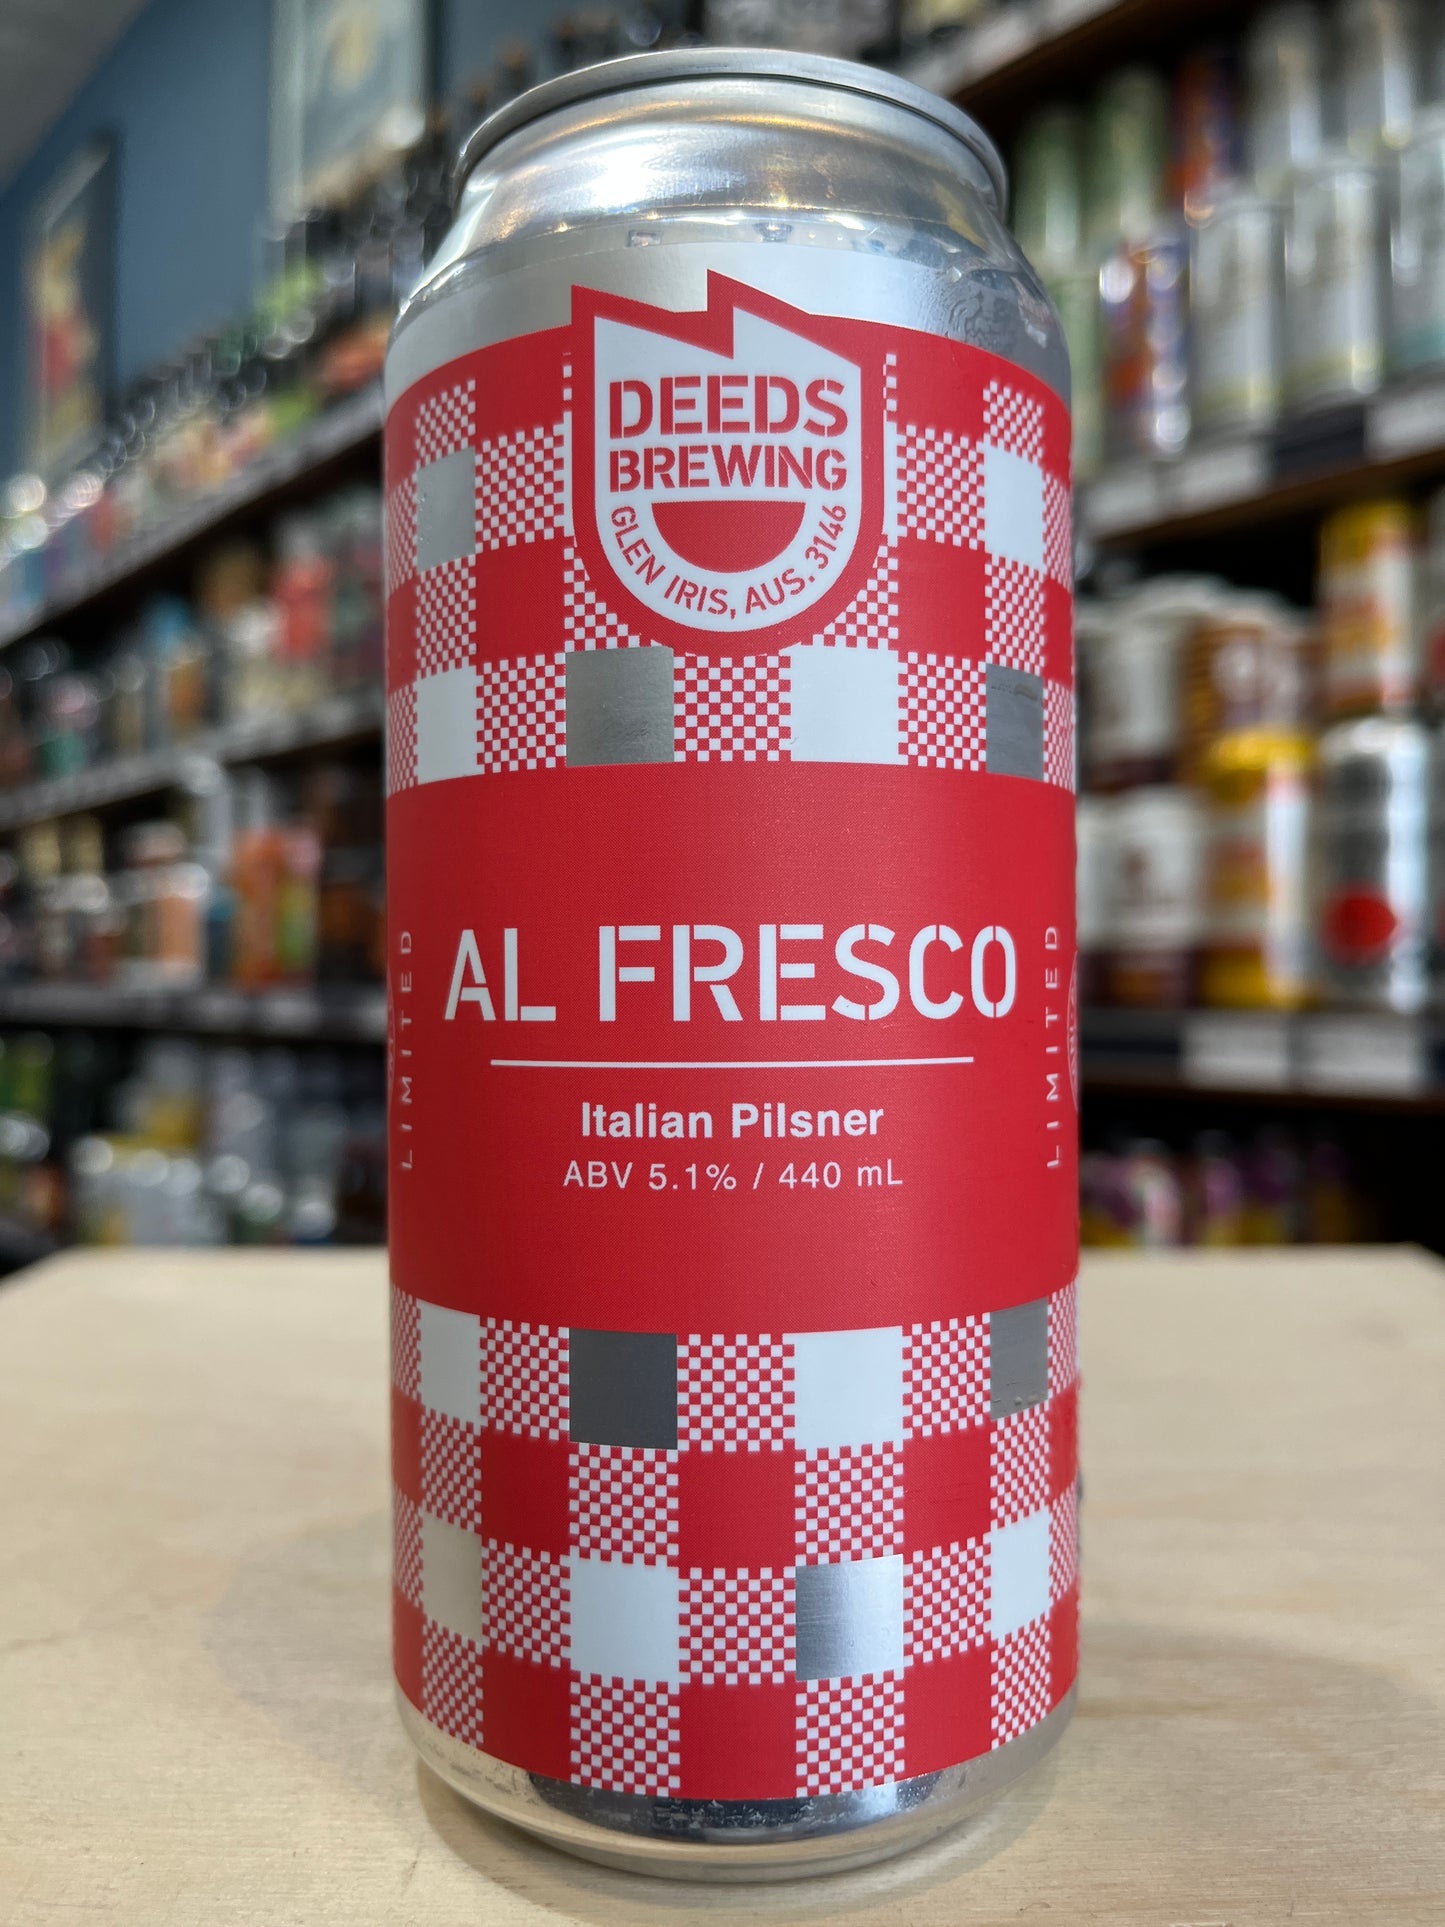 DEEDS
BREWING
GLEN IRIS, AUS. 3146
AL FRESCO
Italian Pilsner
ABV 5.1% / 440 mL
LIMITED
LIMITED